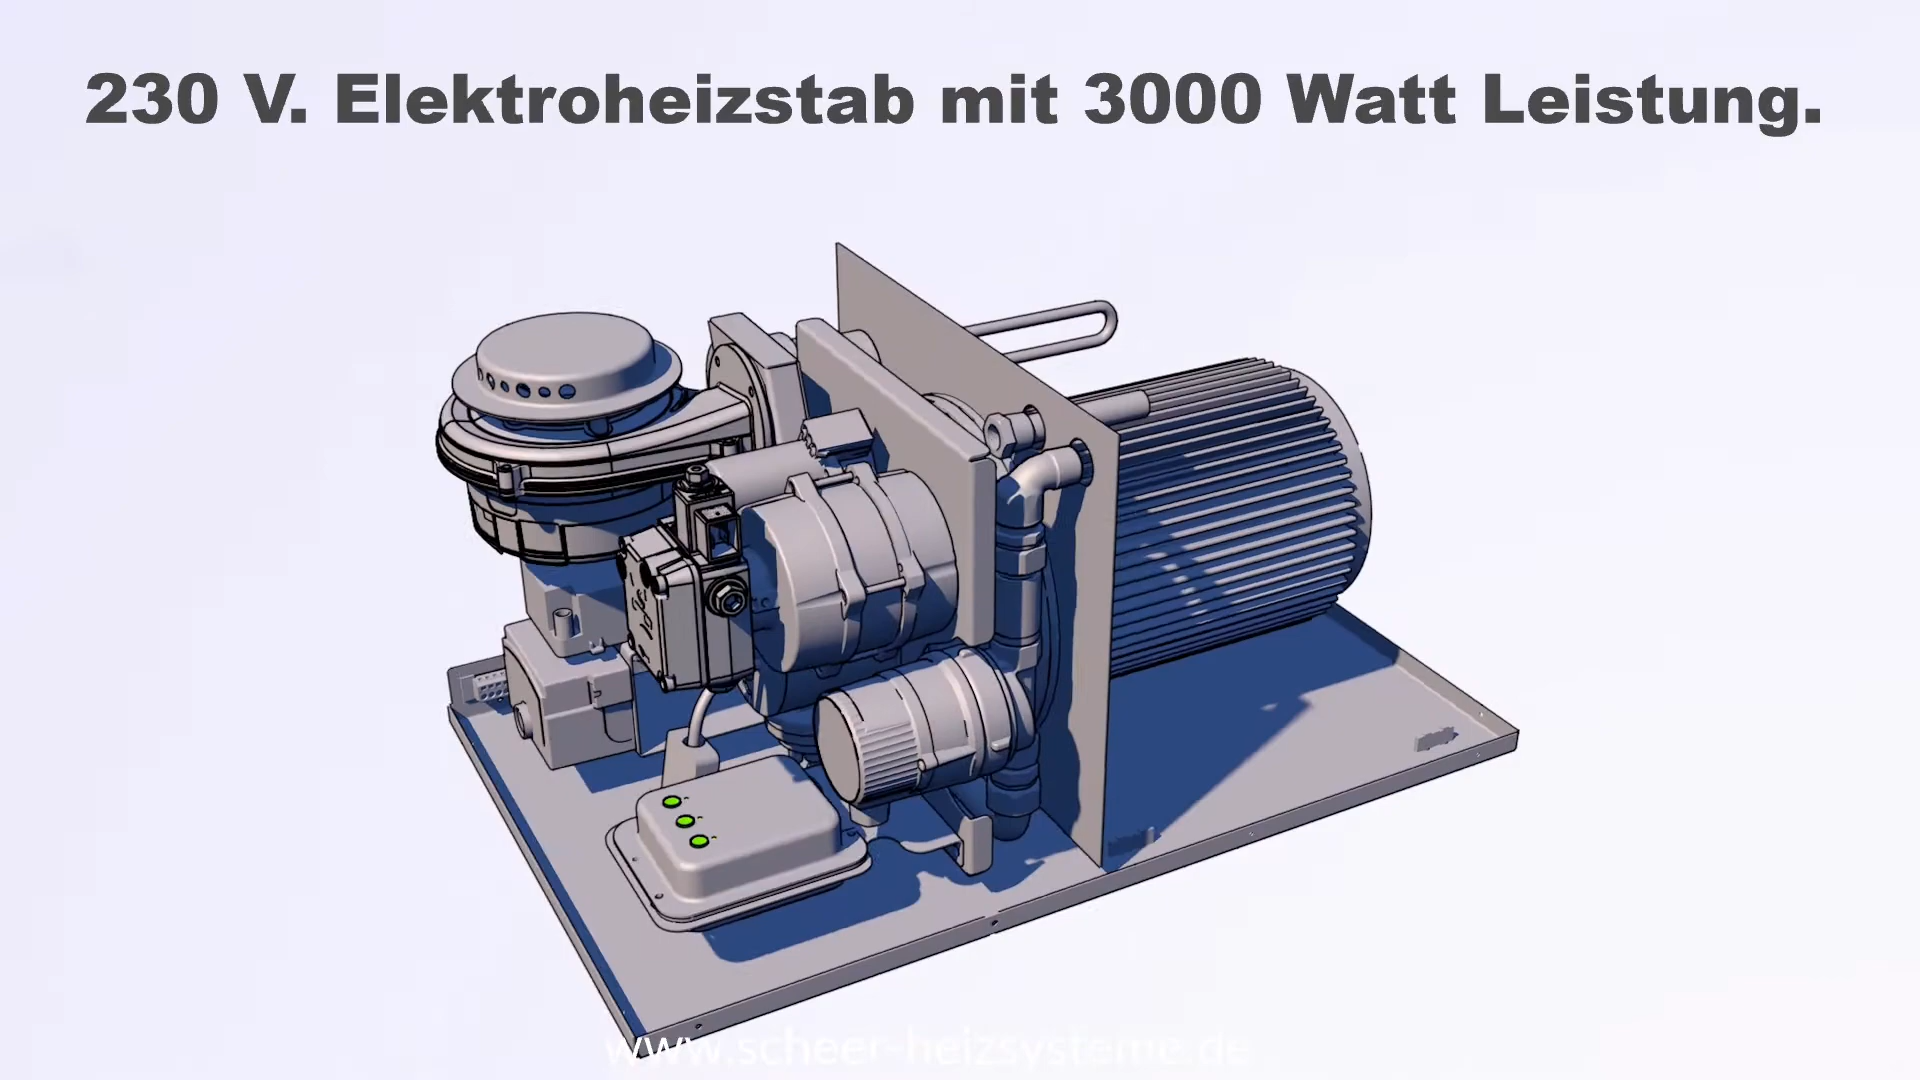 230 V. Elektroheizstab mit 3000 Watt Leistung.
www.scheer-heizsysteme.de